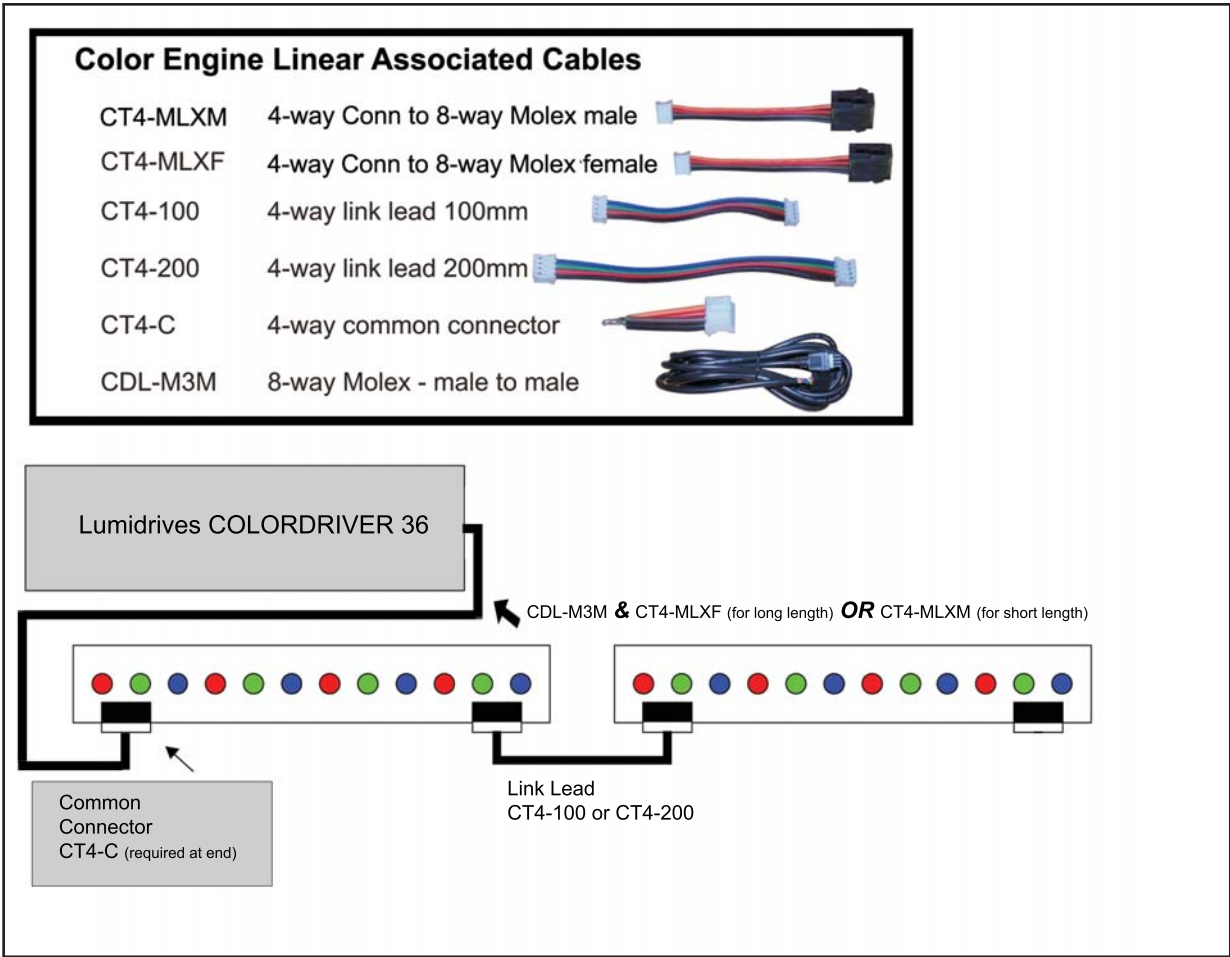 Color Engine Linear Associated Cables
CT4-MLXM 4-way Conn to 8-way Molex male
CT4-MLXF 4-way Conn to 8-way Molex female
CT4-100 4-way link lead 100mm
CT4-200 4-way link lead 200mm
CT4-C 4-way common connector
CDL-M3M 8-way Molex - male to male
Lumidrives COLORDRIVER 36
CDL-M3M & CT4-MLXF (for long length) OR CT4-MLXM (for short length)
Link Lead
CT4-100 or CT4-200
Common
Connector
CT4-C (required at end)